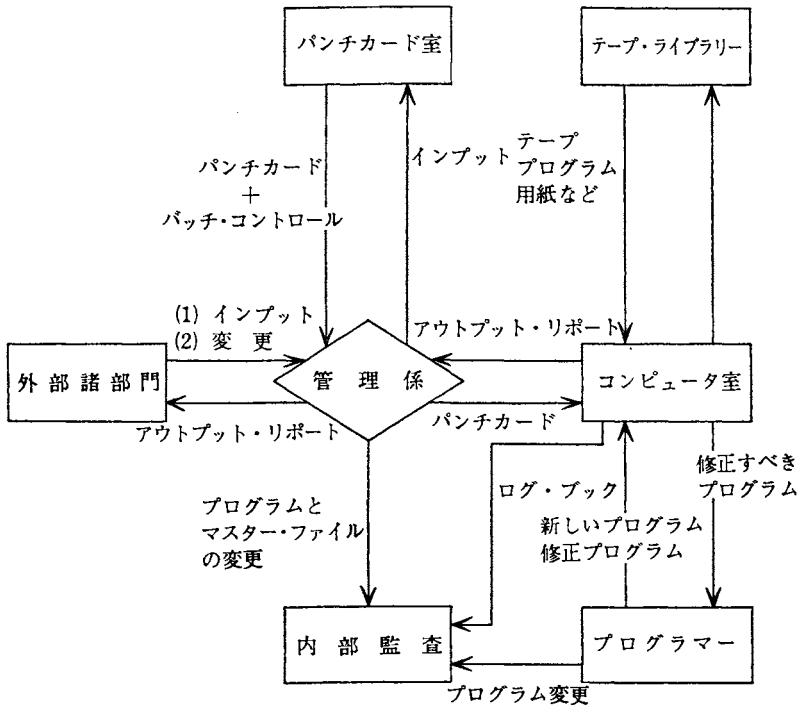 パンチカード室
テープ・ライブラリー
パンチカード
+
バッチ・コントロール
インプット
テープ
プログラム
用紙など
(1) インプット
(2) 変更
アウトプット・リポート
外部諸部門
管理係
コンピュータ室
アウトプット・リポート
パンチカード
プログラムと
マスター・ファイル
の変更
ログ・ブック
新しいプログラム
修正プログラム
修正すべき
プログラム
内部監査
プログラマー
プログラム変更